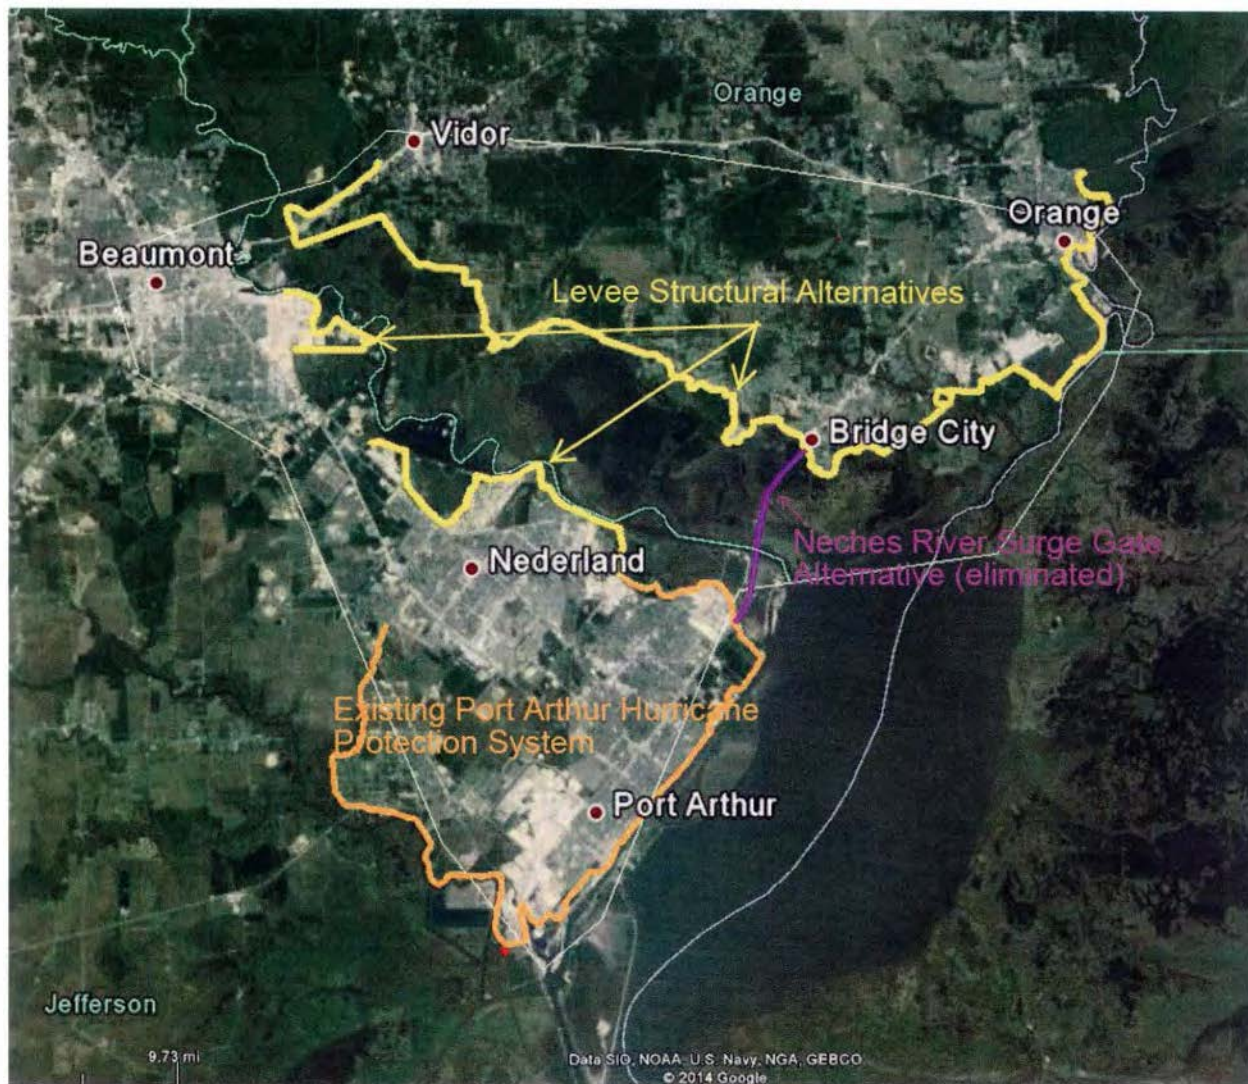 Orange
Vidor
Orange
Beaumont
Levee Structural Alternatives
Bridge City
Neches River Surge Gate
Alternative (eliminated)
Nederland
Existing Port Arthur Hurricane
Protection System
Port Arthur
Jefferson
9.73 mi
Data SIO, NOAA, U.S. Navy, NGA, GEBCO
© 2014 Google